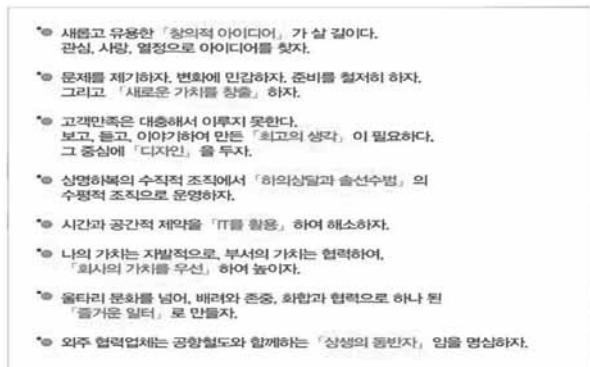 새롭고 유용한 「창의적 아이디어」가 살 길이다.
관심, 사랑, 열정으로 아이디어를 찾자.
문제를 제기하자. 변화에 민감하자. 준비를 철저히 하자.
그리고 「새로운 가치를 창출」하자.
고객만족은 대충해서 이루지 못한다.
보고, 듣고, 이야기하여 만든 「최고의 생각」이 필요하다.
그 중심에 「디자인」을 두자.
상명하복의 수직적 조직에서 「하의상달과 솔선수범」의
수평적 조직으로 운영하자.
시간과 공간적 제약을 「IT를 활용」하여 해소하자.
나의 가치는 자발적으로, 부서의 가치는 협력하여,
「회사의 가치를 우선」하여 높이자.
울타리 문화를 넘어, 배려와 존중, 화합과 협력으로 하나 된
「즐거운 일터」로 만들자.
외주 협력업체는 공항철도와 함께하는 「상생의 동반자」임을 명심하자.